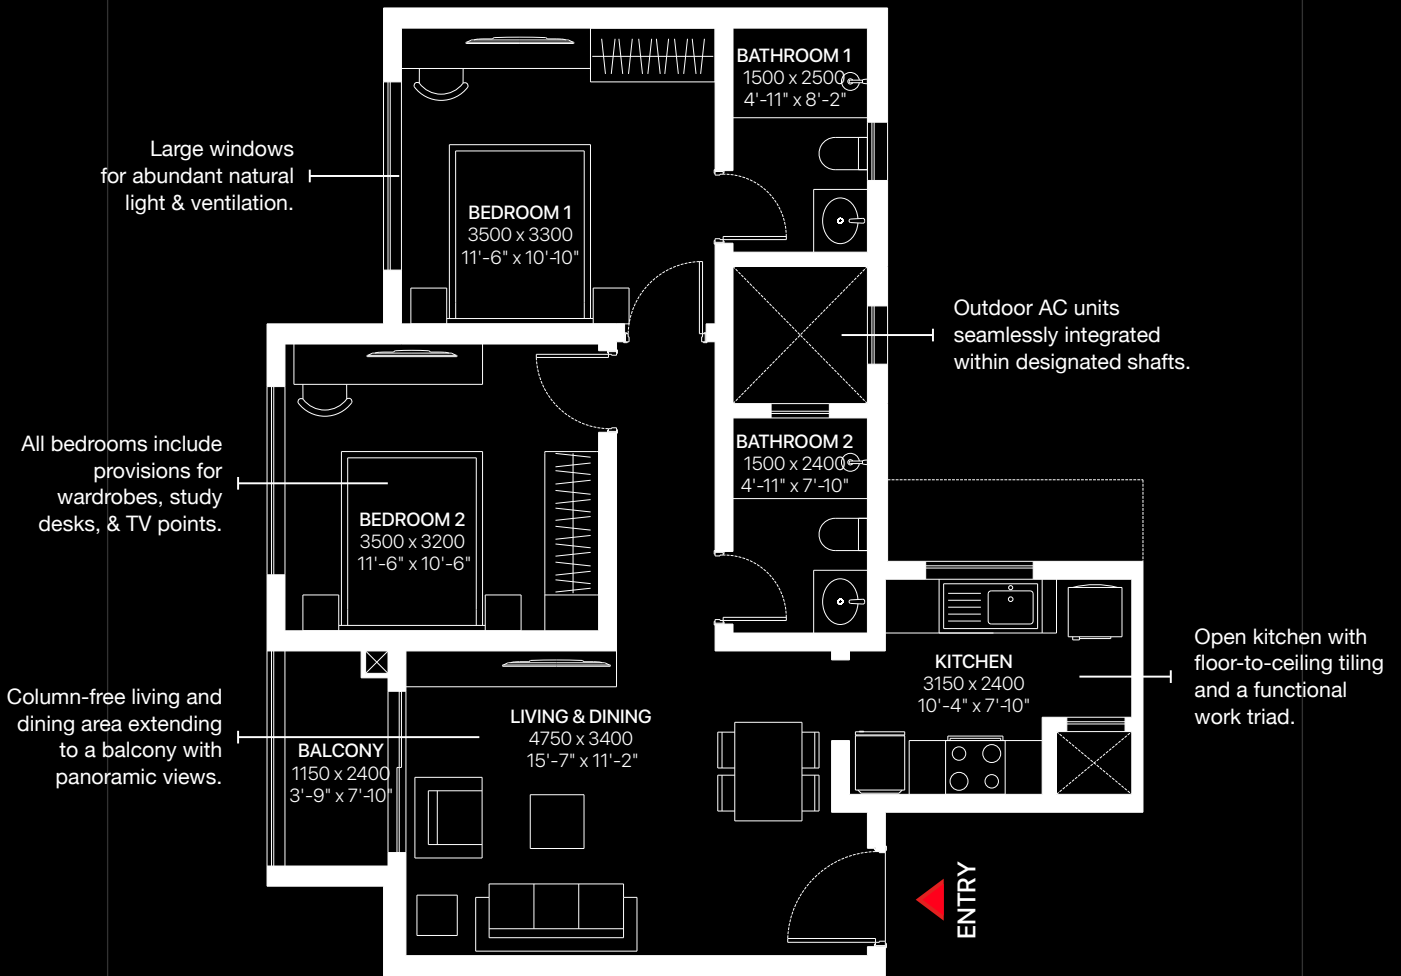 BATHROOM 1
1500 x 2500
4'-11" x 8'-2"
Large windows
for abundant natural
light & ventilation.
BEDROOM 1
3500 x 3300
11'-6" x 10'-10"
Outdoor AC units
seamlessly integrated
within designated shafts.
All bedrooms include
provisions for
wardrobes, study
desks, & TV points.
BATHROOM 2
1500 x 2400
4'-11" x 7'-10"
BEDROOM 2
3500 x 3200
11'-6" x 10'-6"
Open kitchen with
floor-to-ceiling tiling
and a functional
work triad.
KITCHEN
3150 x 2400
10'-4" x 7'-10"
Column-free living and
dining area extending
to a balcony with
panoramic views.
LIVING & DINING
4750 x 3400
15'-7" x 11'-2"
BALCONY
1150 x 2400
3'-9" x 7'-10"
ENTRY